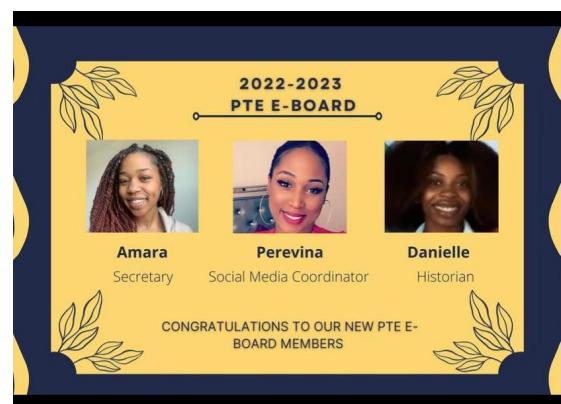 2022-2023
PTE E-BOARD
Amara
Perevina
Danielle
Secretary
Social Media Coordinator
Historian
CONGRATULATIONS TO OUR NEW PTE E-
BOARD MEMBERS